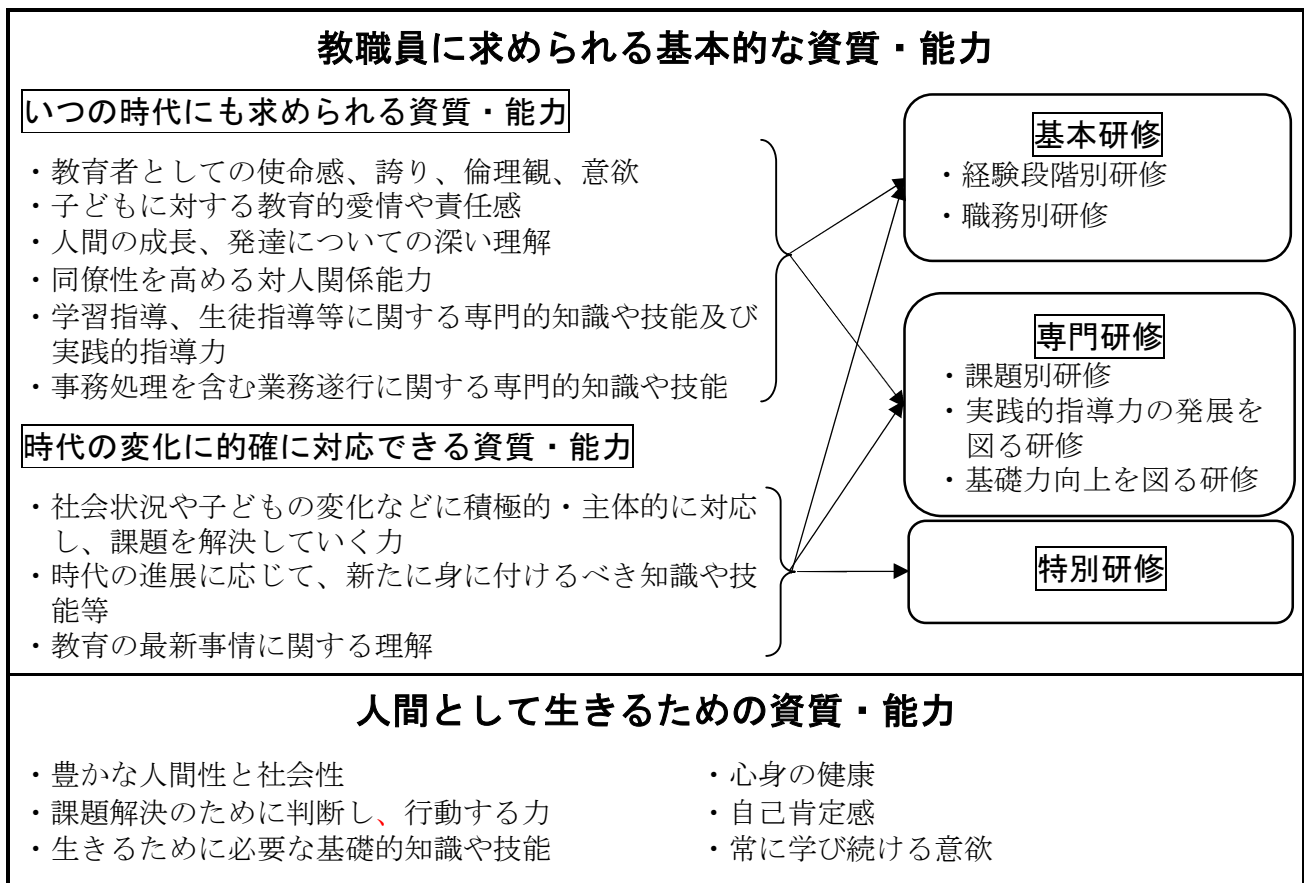 教職員に求められる基本的な資質・能力
いつの時代にも求められる資質・能力
・教育者としての使命感、誇り、倫理観、意欲
・子どもに対する教育的愛情や責任感
・人間の成長、発達についての深い理解
・同僚性を高める対人関係能力
・学習指導、生徒指導等に関する専門的知識や技能及び
実践的指導力
・事務処理を含む業務遂行に関する専門的知識や技能
時代の変化に的確に対応できる資質・能力
・社会状況や子どもの変化などに積極的・主体的に対応
し、課題を解決していく力
・時代の進展に応じて、新たに身に付けるべき知識や技
能等
・教育の最新事情に関する理解
基本研修
・経験段階別研修
・職務別研修
専門研修
・課題別研修
・実践的指導力の発展を
図る研修
・基礎力向上を図る研修
特別研修
人間として生きるための資質・能力
・豊かな人間性と社会性
・課題解決のために判断し、行動する力
・生きるために必要な基礎的知識や技能
・心身の健康
・自己肯定感
・常に学び続ける意欲